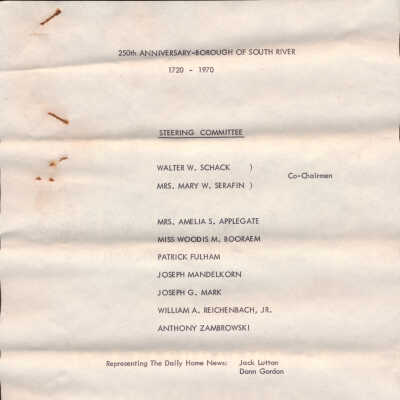 250th ANNIVERSARY-BOROUGH OF SOUTH RIVER
1720 - 1970
STEERING COMMITTEE
WALTER W. SCHACK )
Co-Chairmen
MRS. MARY W. SERAFIN )
MRS. AMELIA S. APPLEGATE
MISS WOODIS M. BOORAEM
PATRICK FULHAM
JOSEPH MANDELKORN
JOSEPH G. MARK
WILLIAM A. REICHENBACH, JR.
ANTHONY ZAMBROWSKI
Representing The Daily Home News: Jack Lutton
Dann Gordon